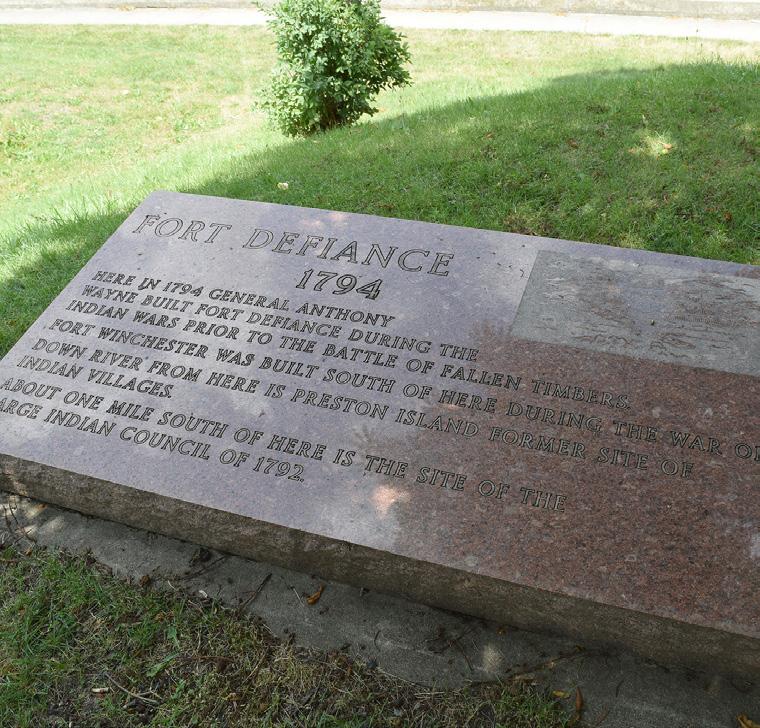 FORT DEFIANCE
1794
HERE IN 1794 GENERAL ANTHONY
WAYNE BUILT FORT DEFIANCE DURING THE
INDIAN WARS PRIOR TO THE BATTLE OF FALLEN TIMBERS.
FORT WINCHESTER WAS BUILT SOUTH OF HERE DURING THE WAR OF
DOWN RIVER FROM HERE IS PRESTON ISLAND FORMER SITE OF
INDIAN VILLAGES.
ABOUT ONE MILE SOUTH OF HERE IS THE SITE OF THE
ARGE INDIAN COUNCIL OF 1792.